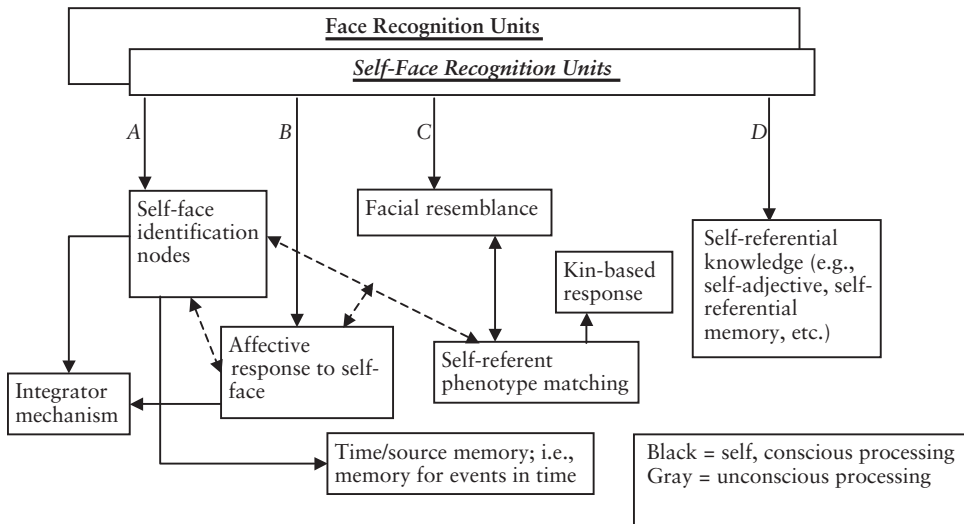 Face Recognition Units
Self-Face Recognition Units
A
B
C
D
Self-face
identification
nodes
Facial resemblance
Self-referential
knowledge (e.g.,
self-adjective, self-
referential
memory, etc.)
Kin-based
response
Affective
response to self-
face
Self-referent
phenotype matching
Integrator
mechanism
Time/source memory; i.e.,
memory for events in time
Black = self, conscious processing
Gray = unconscious processing